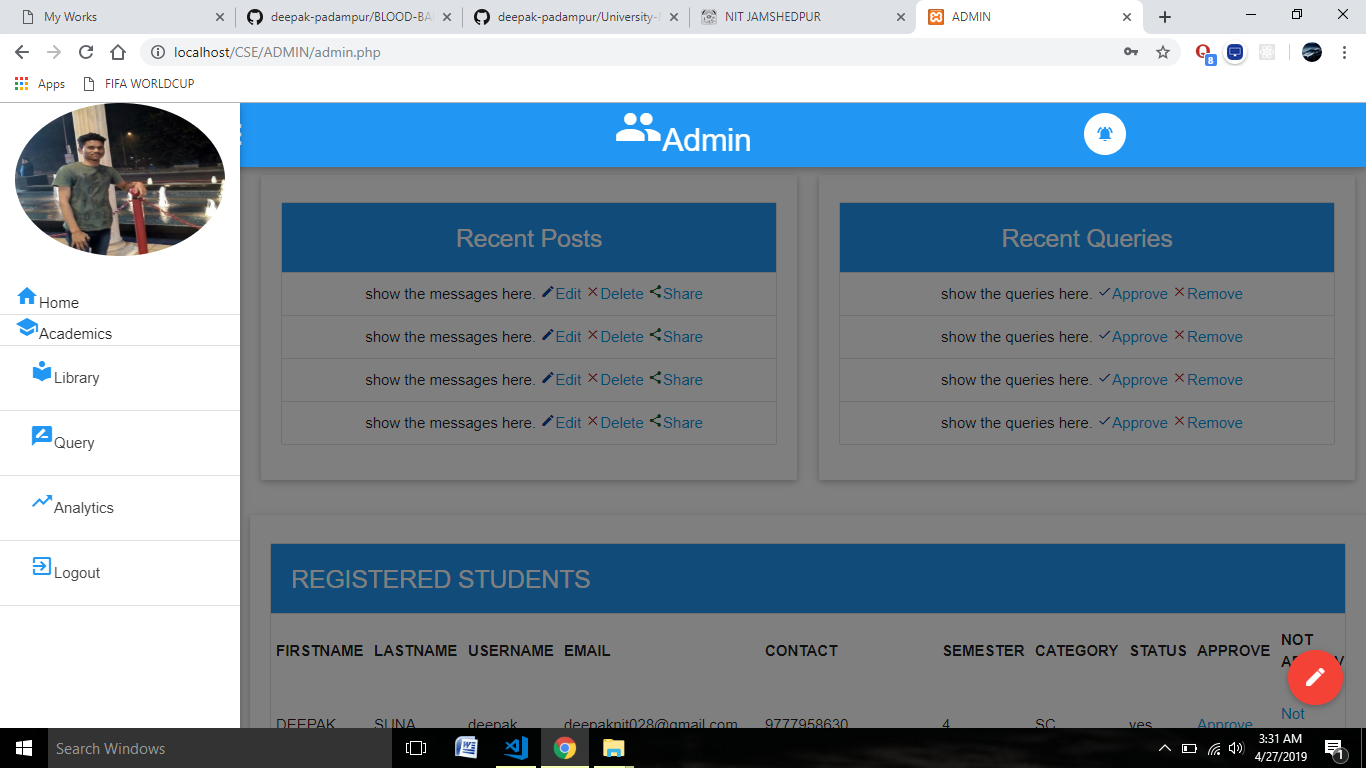 My Works
deepak-padampur/BLOOD-BA
deepak-padampur/University-
NIT JAMSHEDPUR
ADMIN
localhost/CSE/ADMIN/admin.php
8
Apps
FIFA WORLDCUP
Admin
Home
Academics
Library
Query
Analytics
Logout
Recent Posts
show the messages here. Edit Delete Share
show the messages here. Edit Delete Share
show the messages here. Edit Delete Share
show the messages here. Edit Delete Share
Recent Queries
show the queries here. Approve Remove
show the queries here. Approve Remove
show the queries here. Approve Remove
show the queries here. Approve Remove
REGISTERED STUDENTS
FIRSTNAME LASTNAME USERNAME EMAIL CONTACT SEMESTER CATEGORY STATUS APPROVE NOT
DEEPAK SUNA deepak deepaknit028@gmail.com 9777958630 4 SC yes Approve Not
Search Windows
3:31 AM
4/27/2019
1